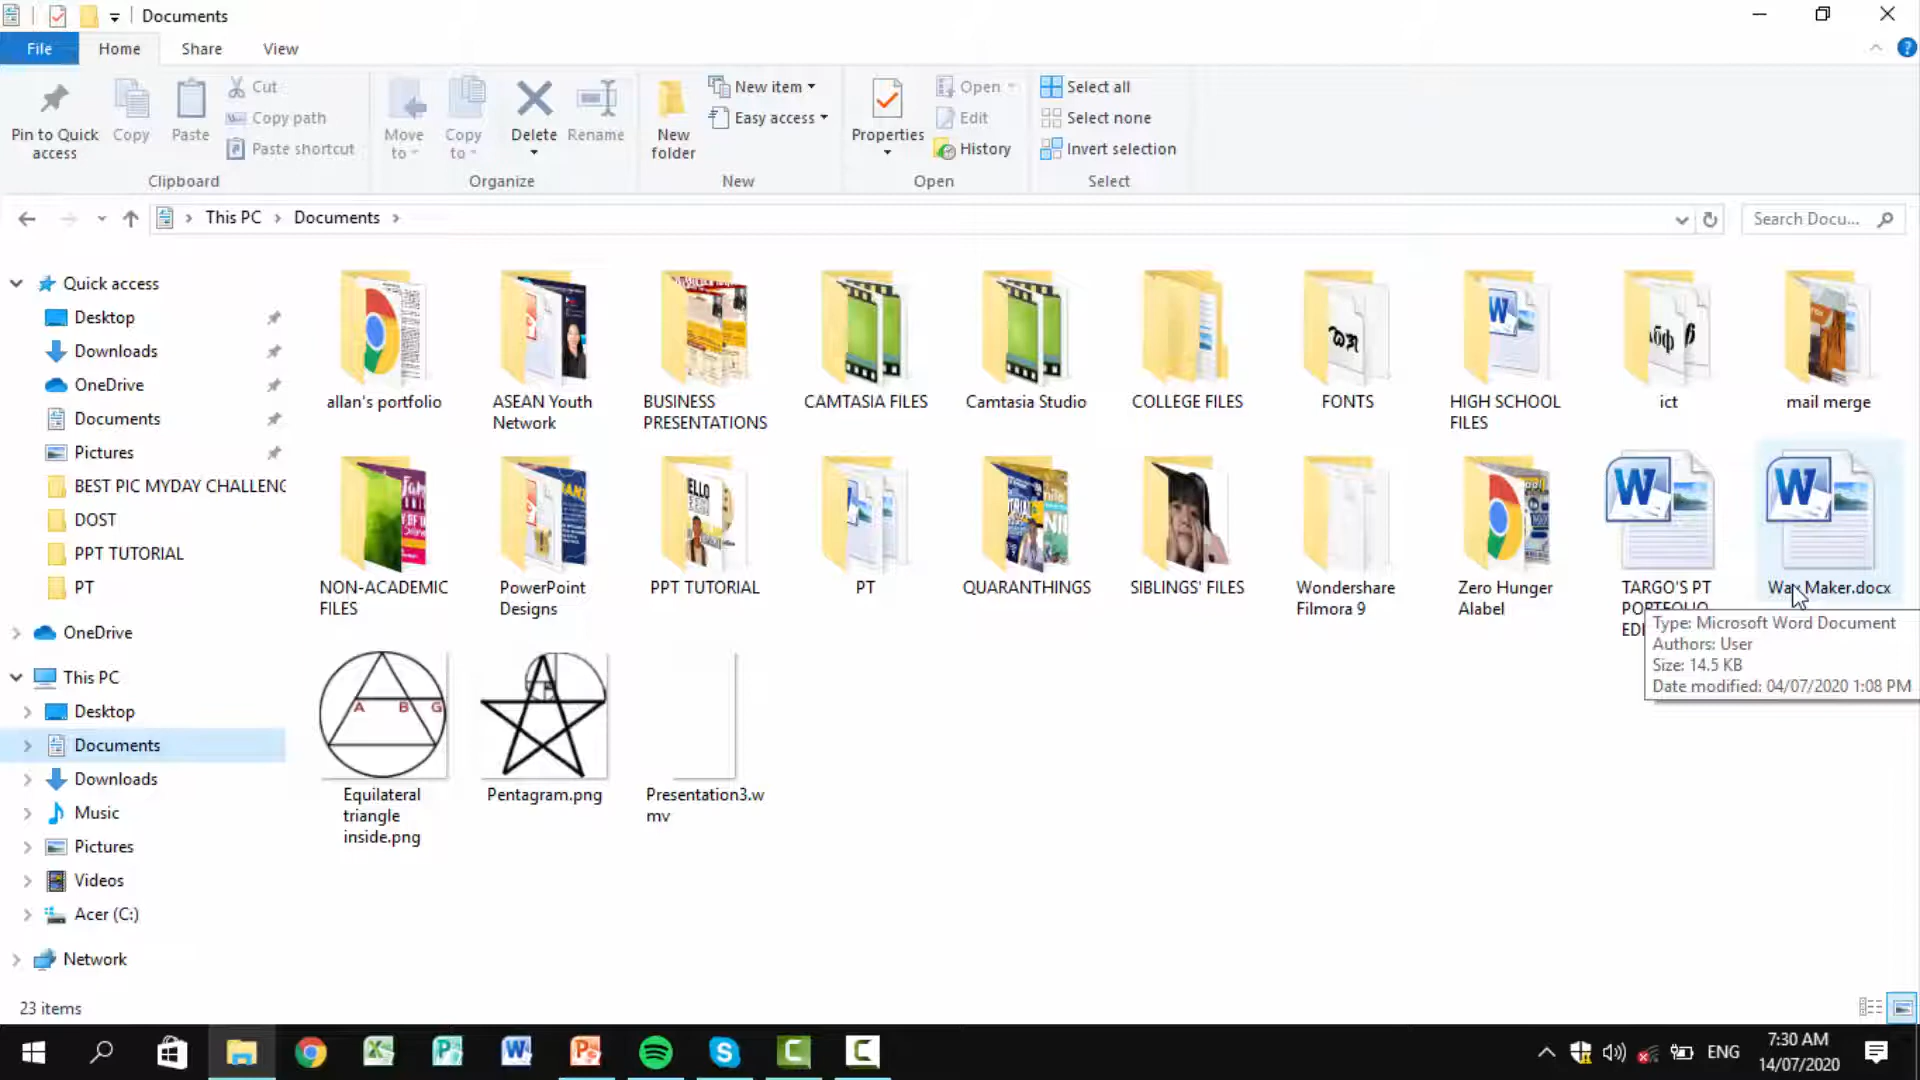 Documents
File Home Share View
Pin to Quick access
Copy
Paste
Cut
Copy path
Paste shortcut
Clipboard
Move to
Copy to
Delete
Rename
Organize
New folder
New item
Easy access
New
Properties
Open
Edit
History
Open
Select all
Select none
Invert selection
Select
This PC > Documents >
Search Docu...
Quick access
Desktop
Downloads
OneDrive
Documents
Pictures
BEST PIC MYDAY CHALLENG
DOST
PPT TUTORIAL
PT
OneDrive
This PC
Desktop
Documents
Downloads
Music
Pictures
Videos
Acer (C:)
Network
allan's portfolio
ASEAN Youth
Network
BUSINESS
PRESENTATIONS
CAMTASIA FILES
Camtasia Studio
COLLEGE FILES
FONTS
HIGH SCHOOL
FILES
ict
mail merge
NON-ACADEMIC
FILES
PowerPoint
Designs
PPT TUTORIAL
PT
QUARANTHINGS
SIBLINGS' FILES
Wondershare
Filmora 9
Zero Hunger
Alabel
TARGO'S PT
PORTFOLIO
Maker.docx
Type: Microsoft Word Document
Authors: User
Size: 14.5 KB
Date modified: 04/07/2020 1:08 PM
A B G
Equilateral
triangle
inside.png
Pentagram.png
Presentation3.w
mv
23 items
ENG
7:30 AM
14/07/2020